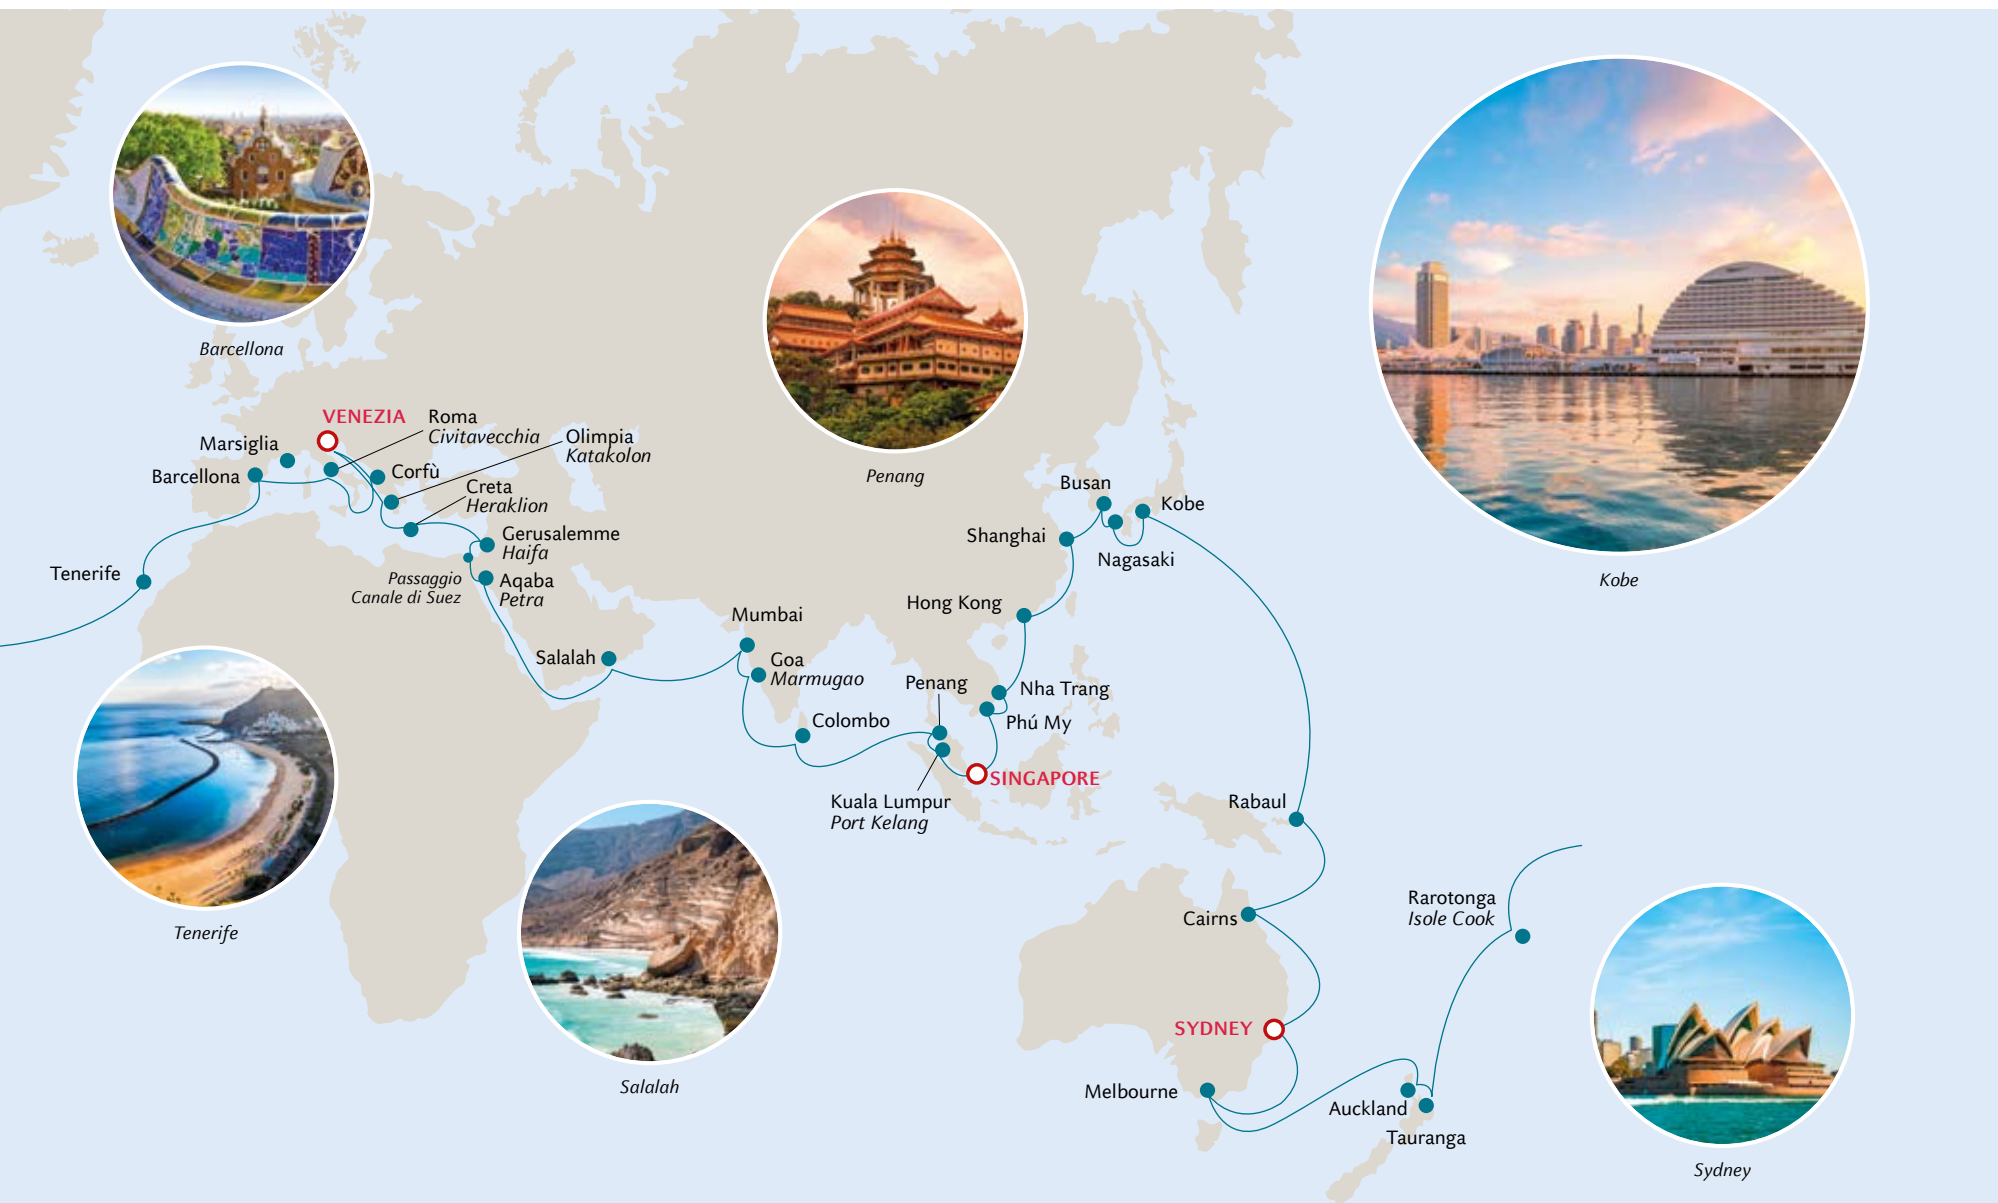 Barcellona
VENEZIA
Roma
Civitavecchia
Olimpia
Katakolon
Marsiglia
Barcellona
Corfù
Creta
Heraklion
Gerusalemme
Haifa
Tenerife
Passaggio
Canale di Suez
Aqaba
Petra
Penang
Busan
Kobe
Shanghai
Nagasaki
Kobe
Hong Kong
Mumbai
Salalah
Goa
Marmugao
Penang
Nha Trang
Phú My
Colombo
SINGAPORE
Kuala Lumpur
Port Kelang
Rabaul
Tenerife
Salalah
Cairns
Rarotonga
Isole Cook
SYDNEY
Melbourne
Auckland
Tauranga
Sydney